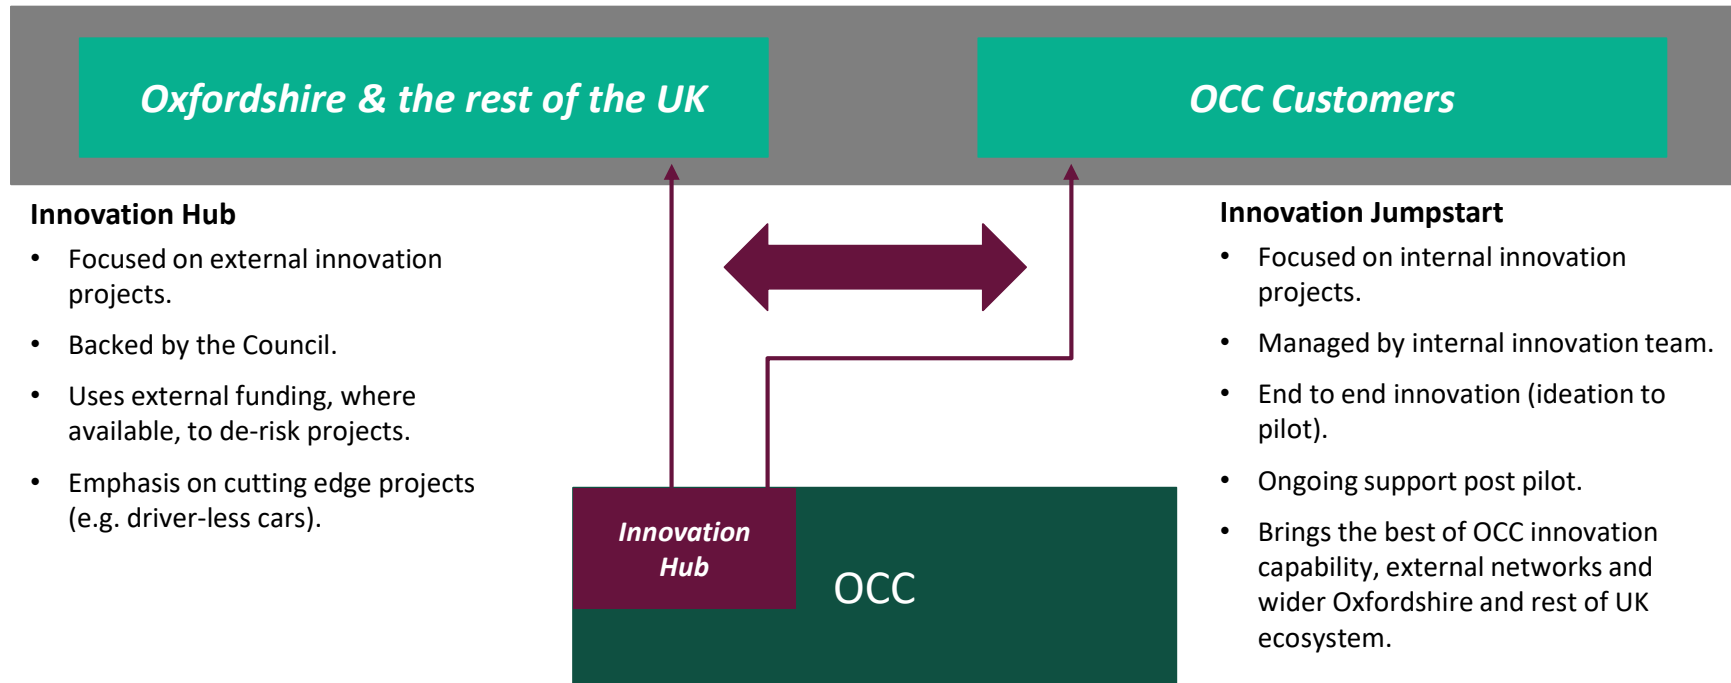 Oxfordshire & the rest of the UK
OCC Customers
Innovation Hub
• Focused on external innovation
projects.
• Backed by the Council.
• Uses external funding, where
available, to de-risk projects.
• Emphasis on cutting edge projects
(e.g. driver-less cars).
Innovation Jumpstart
• Focused on internal innovation
projects.
• Managed by internal innovation team.
• End to end innovation (ideation to
pilot).
• Ongoing support post pilot.
• Brings the best of OCC innovation
capability, external networks and
wider Oxfordshire and rest of UK
ecosystem.
Innovation
Hub
OCC